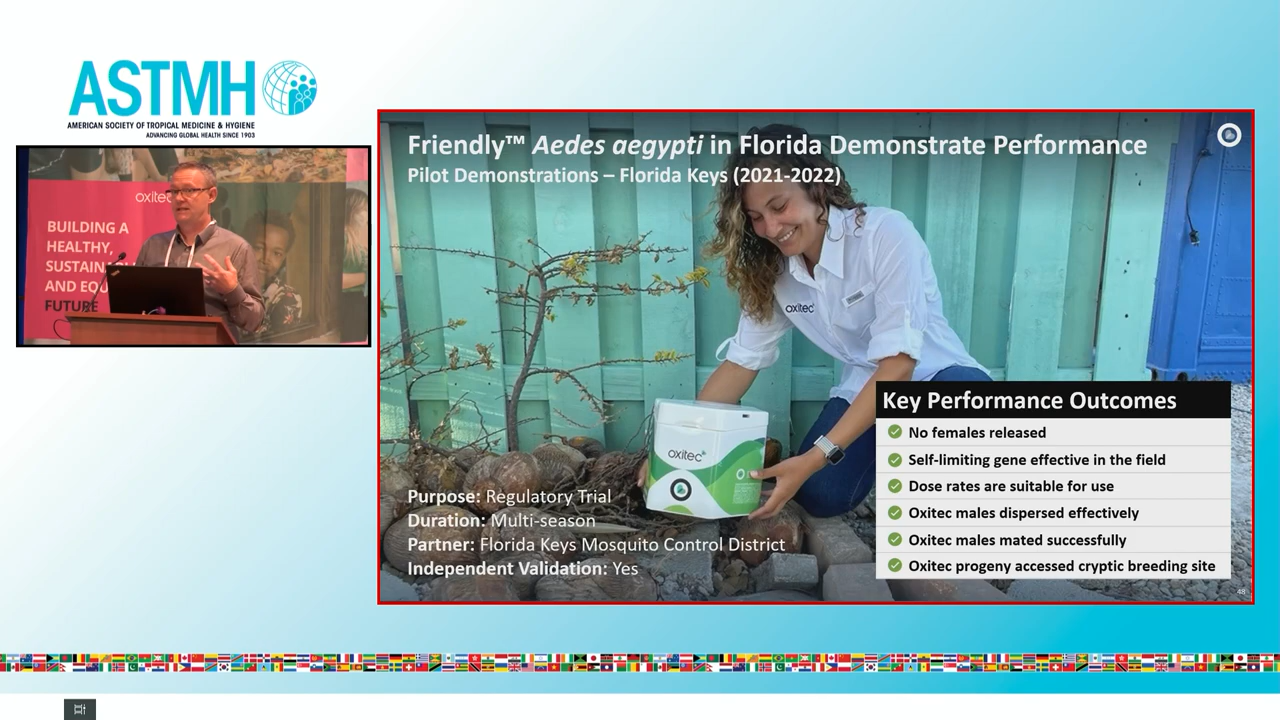 ASTMH
AMERICAN SOCIETY OF TROPICAL MEDICINE & HYGIENE
ADVANCING GLOBAL HEALTH SINCE 1903
oxitec
BUILDING A
HEALTHY,
AND
FUTURE
Friendly™ Aedes aegypti in Florida Demonstrate Performance
Pilot Demonstrations – Florida Keys (2021-2022)
oxitec
oxitec
Purpose: Regulatory Trial
Duration: Multi-season
Partner: Florida Keys Mosquito Control District
Independent Validation: Yes
Key Performance Outcomes
No females released
Self-limiting gene effective in the field
Dose rates are suitable for use
Oxitec males dispersed effectively
Oxitec males mated successfully
Oxitec progeny accessed cryptic breeding site
48